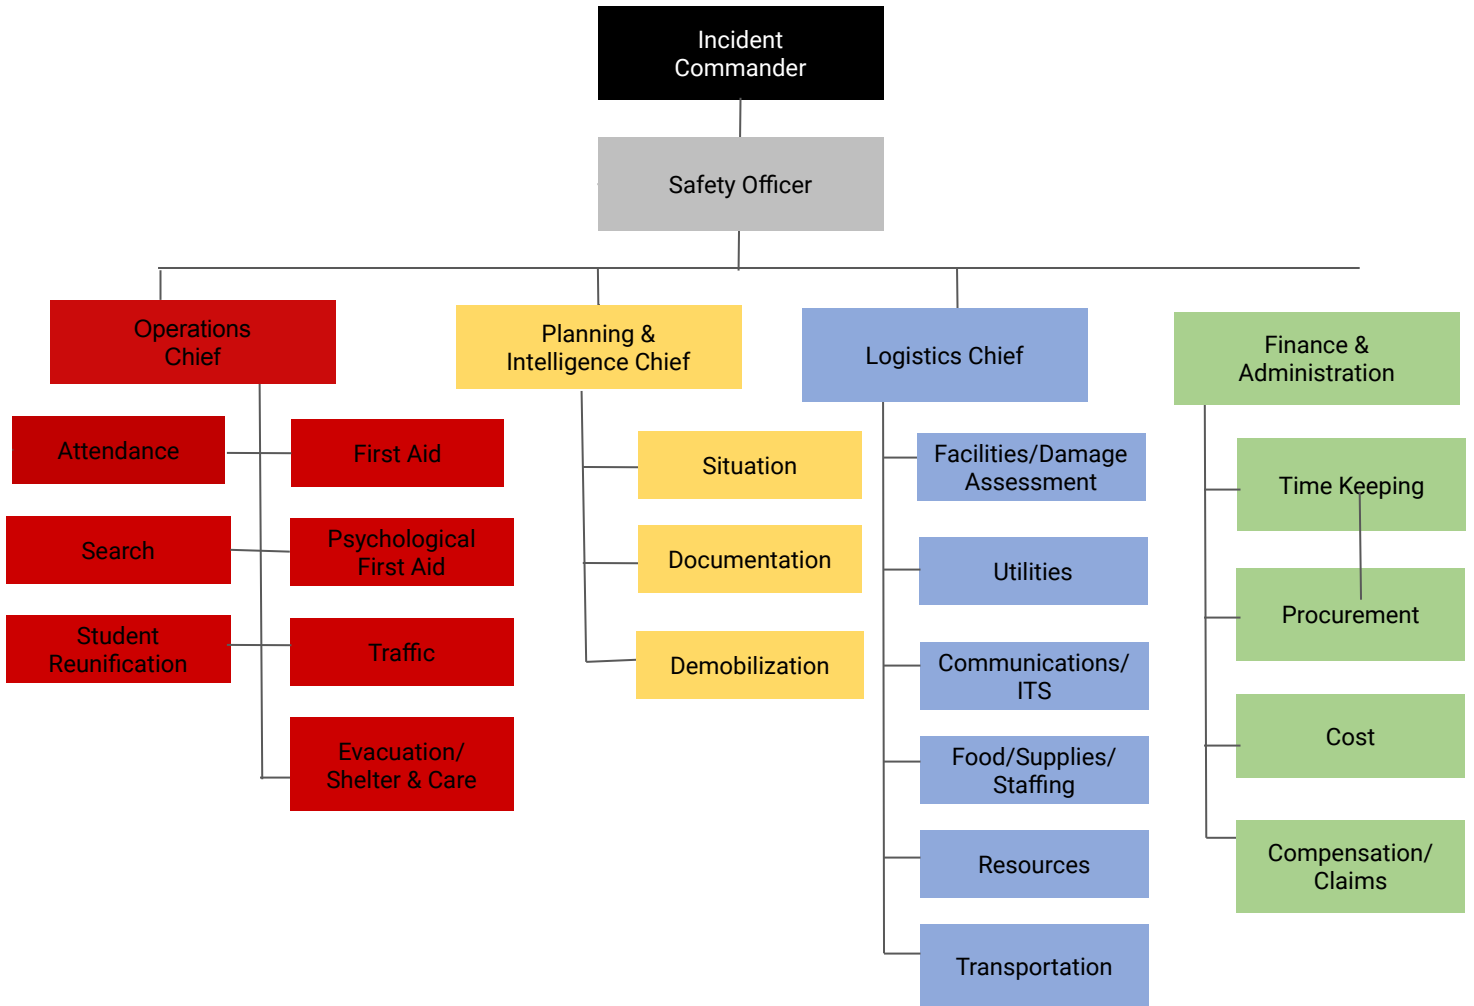 Incident
Commander
Safety Officer
Operations
Chief
Planning &
Intelligence Chief
Logistics Chief
Finance &
Administration
Attendance
First Aid
Search
Psychological
First Aid
Student
Reunification
Traffic
Evacuation/
Shelter & Care
Situation
Documentation
Demobilization
Facilities/Damage
Assessment
Utilities
Communications/
ITS
Food/Supplies/
Staffing
Resources
Transportation
Time Keeping
Procurement
Cost
Compensation/
Claims